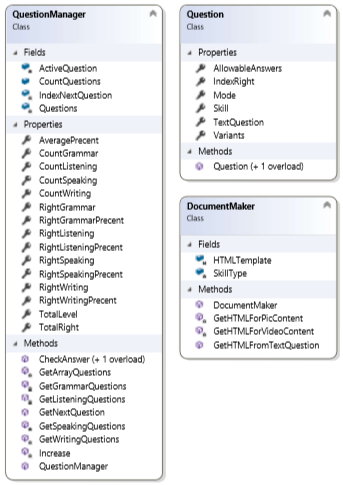 QuestionManager
Class
Fields
ActiveQuestion
CountQuestions
IndexNextQuestion
Questions
Properties
AveragePrecent
CountGrammar
CountListening
CountSpeaking
CountWriting
RightGrammar
RightGrammarPrecent
RightListening
RightListeningPrecent
RightSpeaking
RightSpeakingPrecent
RightWriting
RightWritingPrecent
TotalLevel
TotalRight
Methods
CheckAnswer (+ 1 overload)
GetArrayQuestions
GetGrammarQuestions
GetListeningQuestions
GetNextQuestion
GetSpeakingQuestions
GetWritingQuestions
Increase
QuestionManager
Question
Class
Properties
AllowableAnswers
IndexRight
Mode
Skill
TextQuestion
Variants
Methods
Question (+ 1 overload)
DocumentMaker
Class
Fields
HTMLTemplate
SkillType
Methods
DocumentMaker
GetHTMLForPicContent
GetHTMLForVideoContent
GetHTMLFromTextQuestion